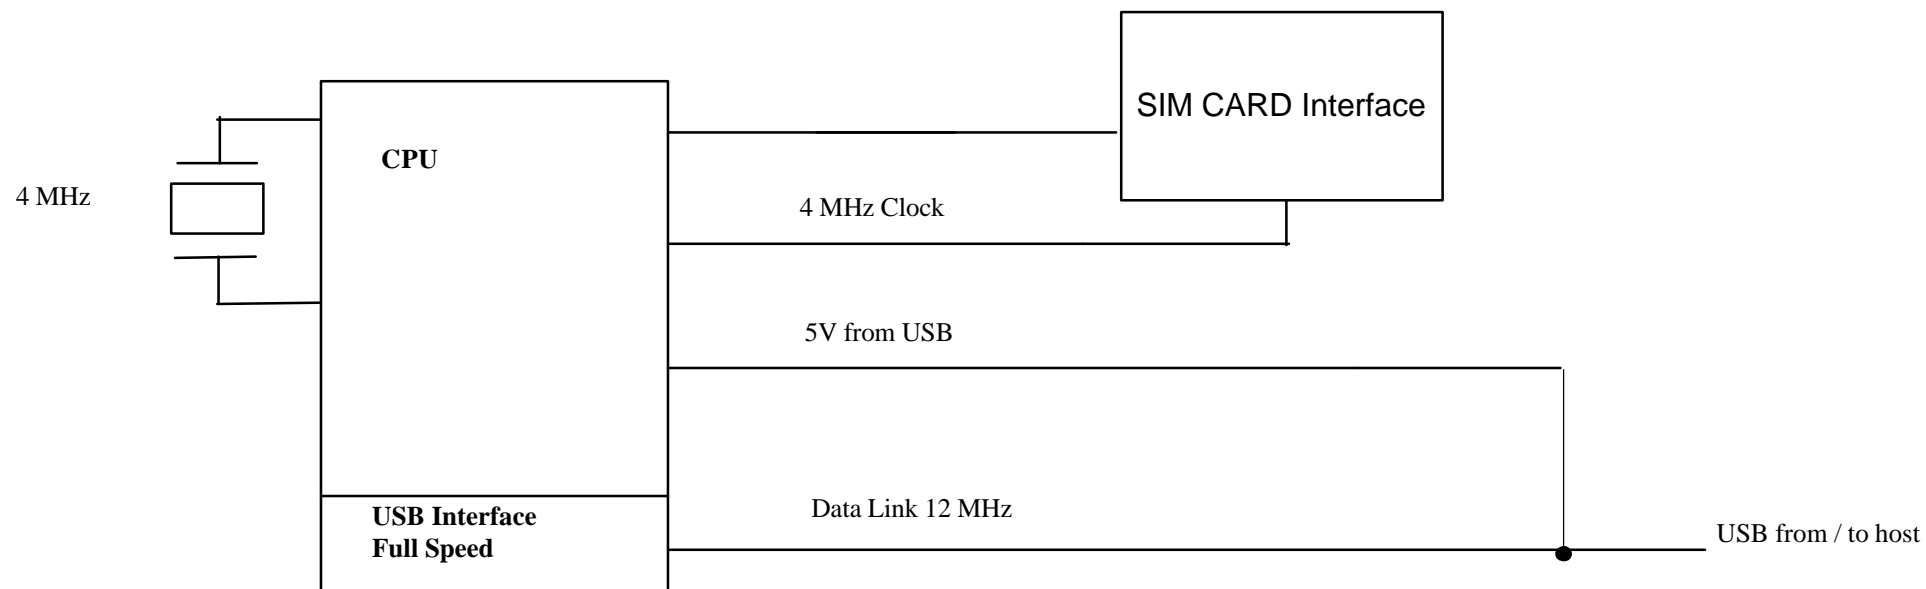 SIM CARD Interface
CPU
4 MHz
4 MHz Clock
5V from USB
Data Link 12 MHz
USB Interface
Full Speed
USB from / to host